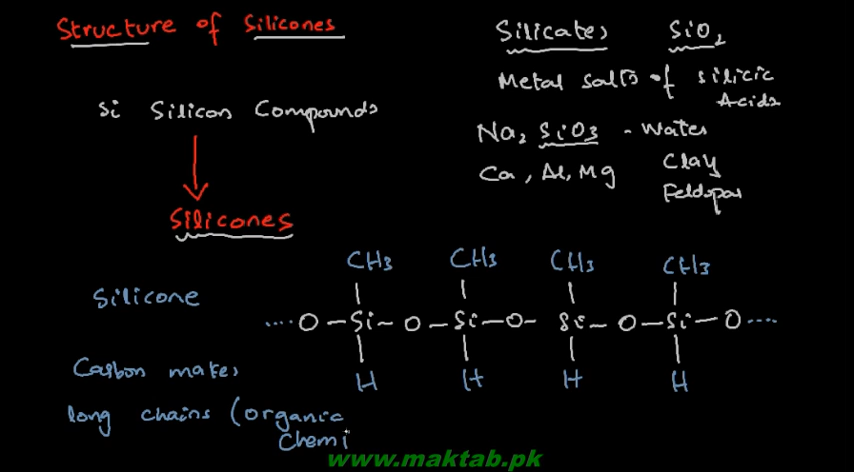 Structure of Silicones
Si Silicon Compounds
Silicones
Silicates SiO2
Metal salts of silicic
Acids
Na2 SiO3 - Water
Ca, Al, Mg Clay
Feldspar
Silicone
CH3 CH3 CH3 CH3
....O-Si-O-Si-O-Si-O-Si-O....
H H H H
Carbon makes
long chains (organic
Chemi
www.maktab.pk